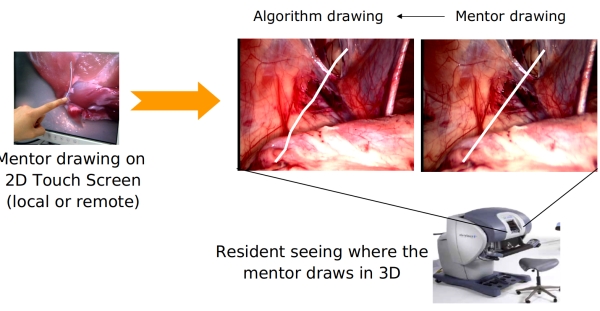 Algorithm drawing
Mentor drawing
Mentor drawing on
2D Touch Screen
(local or remote)
Resident seeing where the
mentor draws in 3D